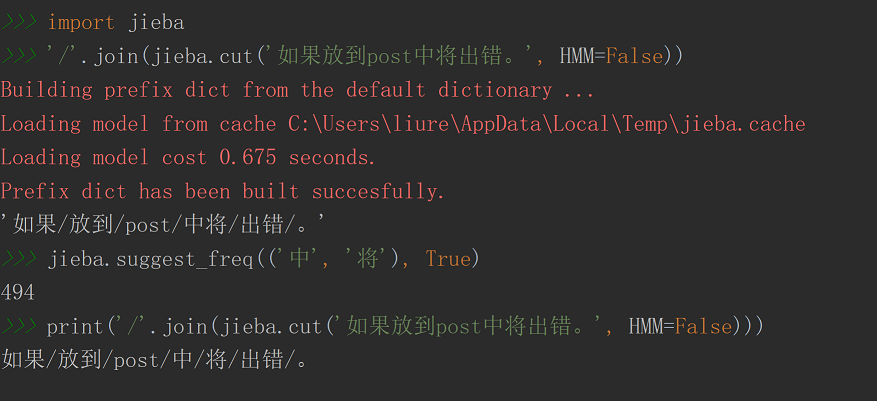 >>> import jieba
>>> '/'.join(jieba.cut('如果放到post中将出错。', HMM=False))
Building prefix dict from the default dictionary ...
Loading model from cache C:\Users\liure\AppData\Local\Temp\jieba.cache
Loading model cost 0.675 seconds.
Prefix dict has been built succesfully.
'如果/放到/post/中将/出错/。'
>>> jieba.suggest_freq(('中', '将'), True)
494
>>> print('/'.join(jieba.cut('如果放到post中将出错。', HMM=False)))
如果/放到/post/中/将/出错/。